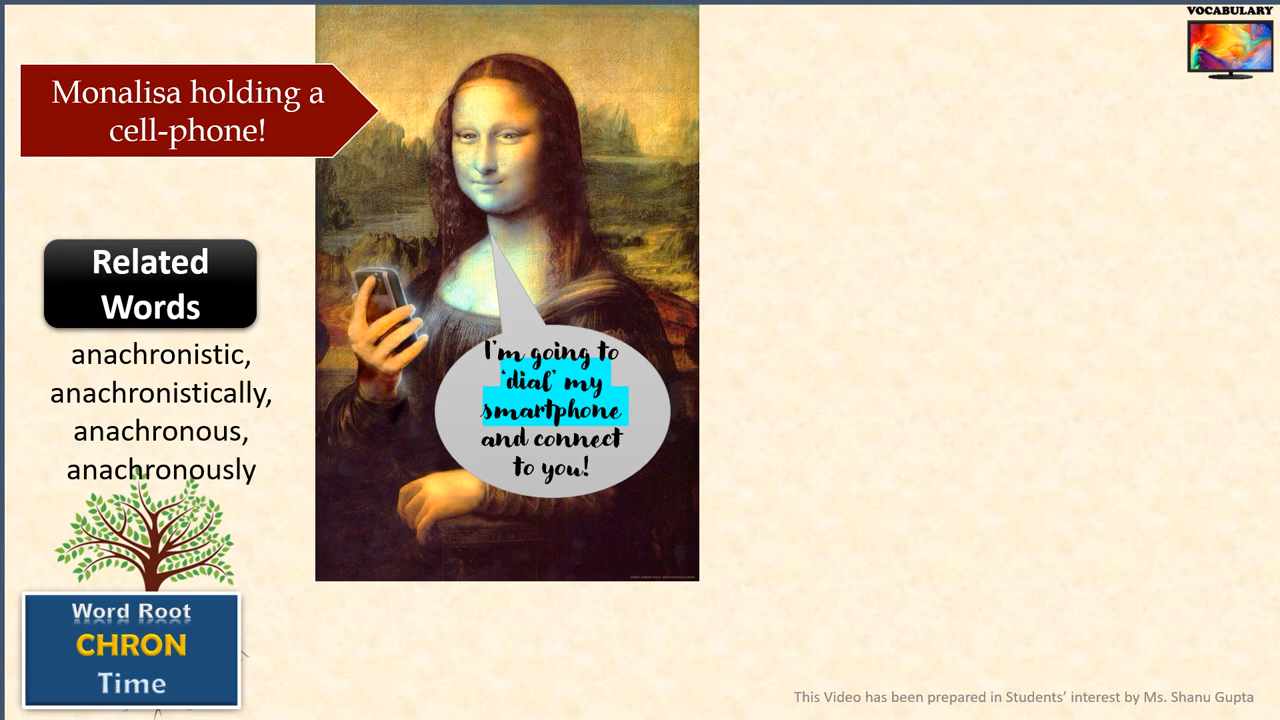 VOCABULARY
Monalisa holding a
cell-phone!
Related
Words
anachronistic,
anachronistically,
anachronous,
anachronously
I'm going to
'dial' my
smartphone
and connect
to you!
Word Root
CHRON
Time
This Video has been prepared in Students' interest by Ms. Shanu Gupta